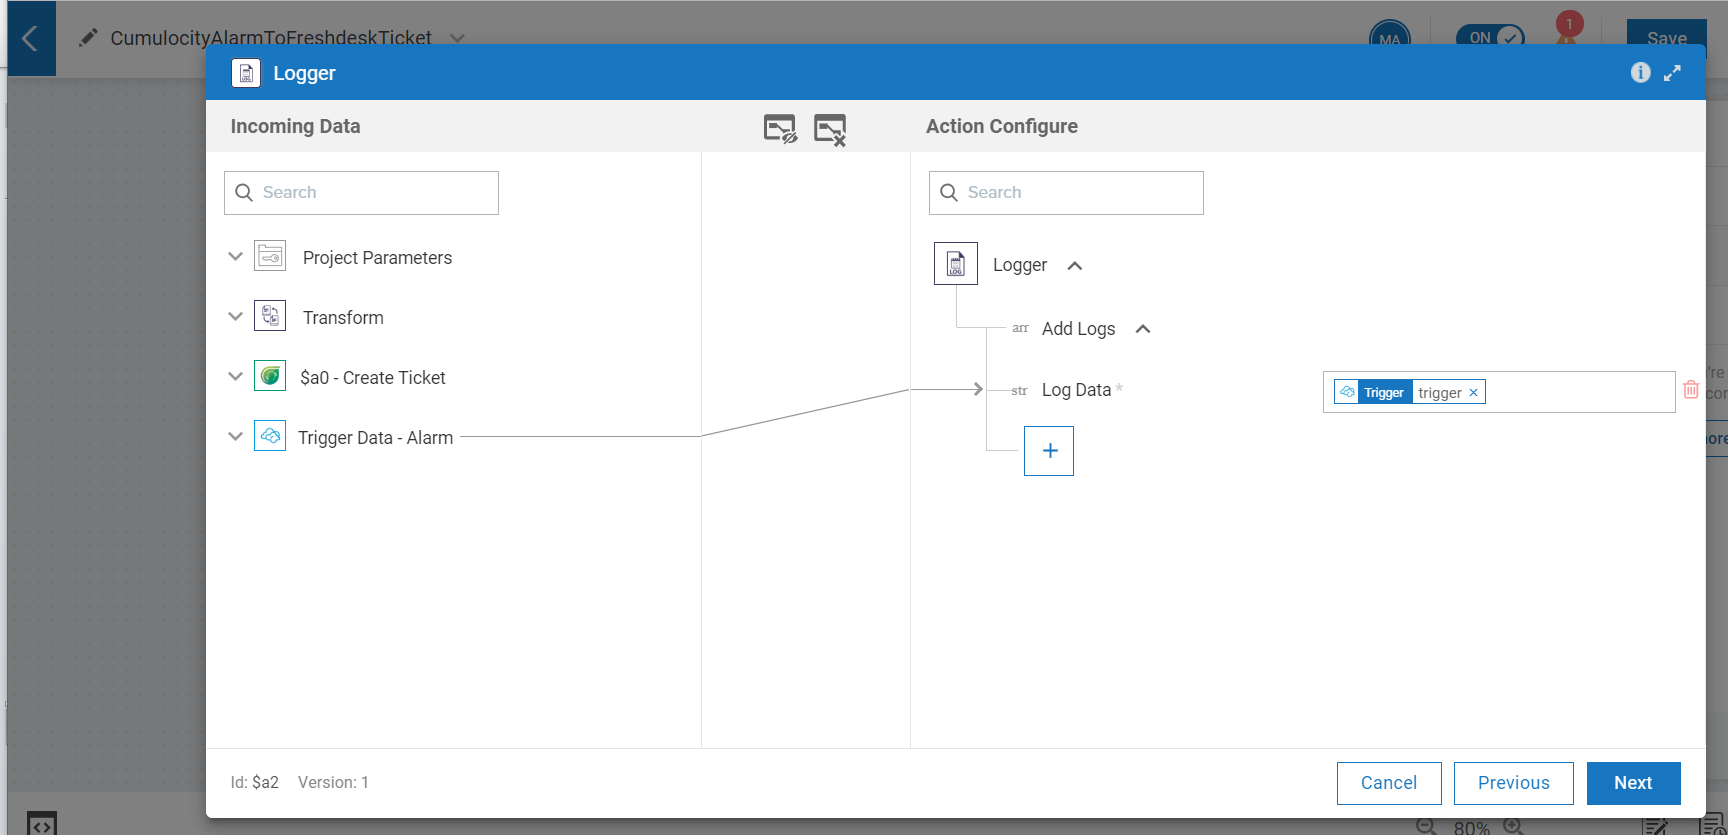 CumulocityAlarmToFreshdeskTicket
MA
ON
1
Save
Logger
Incoming Data
Action Configure
Search
Search
Project Parameters
Logger
Transform
arr Add Logs
$a0 - Create Ticket
str Log Data *
Trigger trigger ×
Trigger Data - Alarm
+
Id: $a2 Version: 1
Cancel
Previous
Next
80%